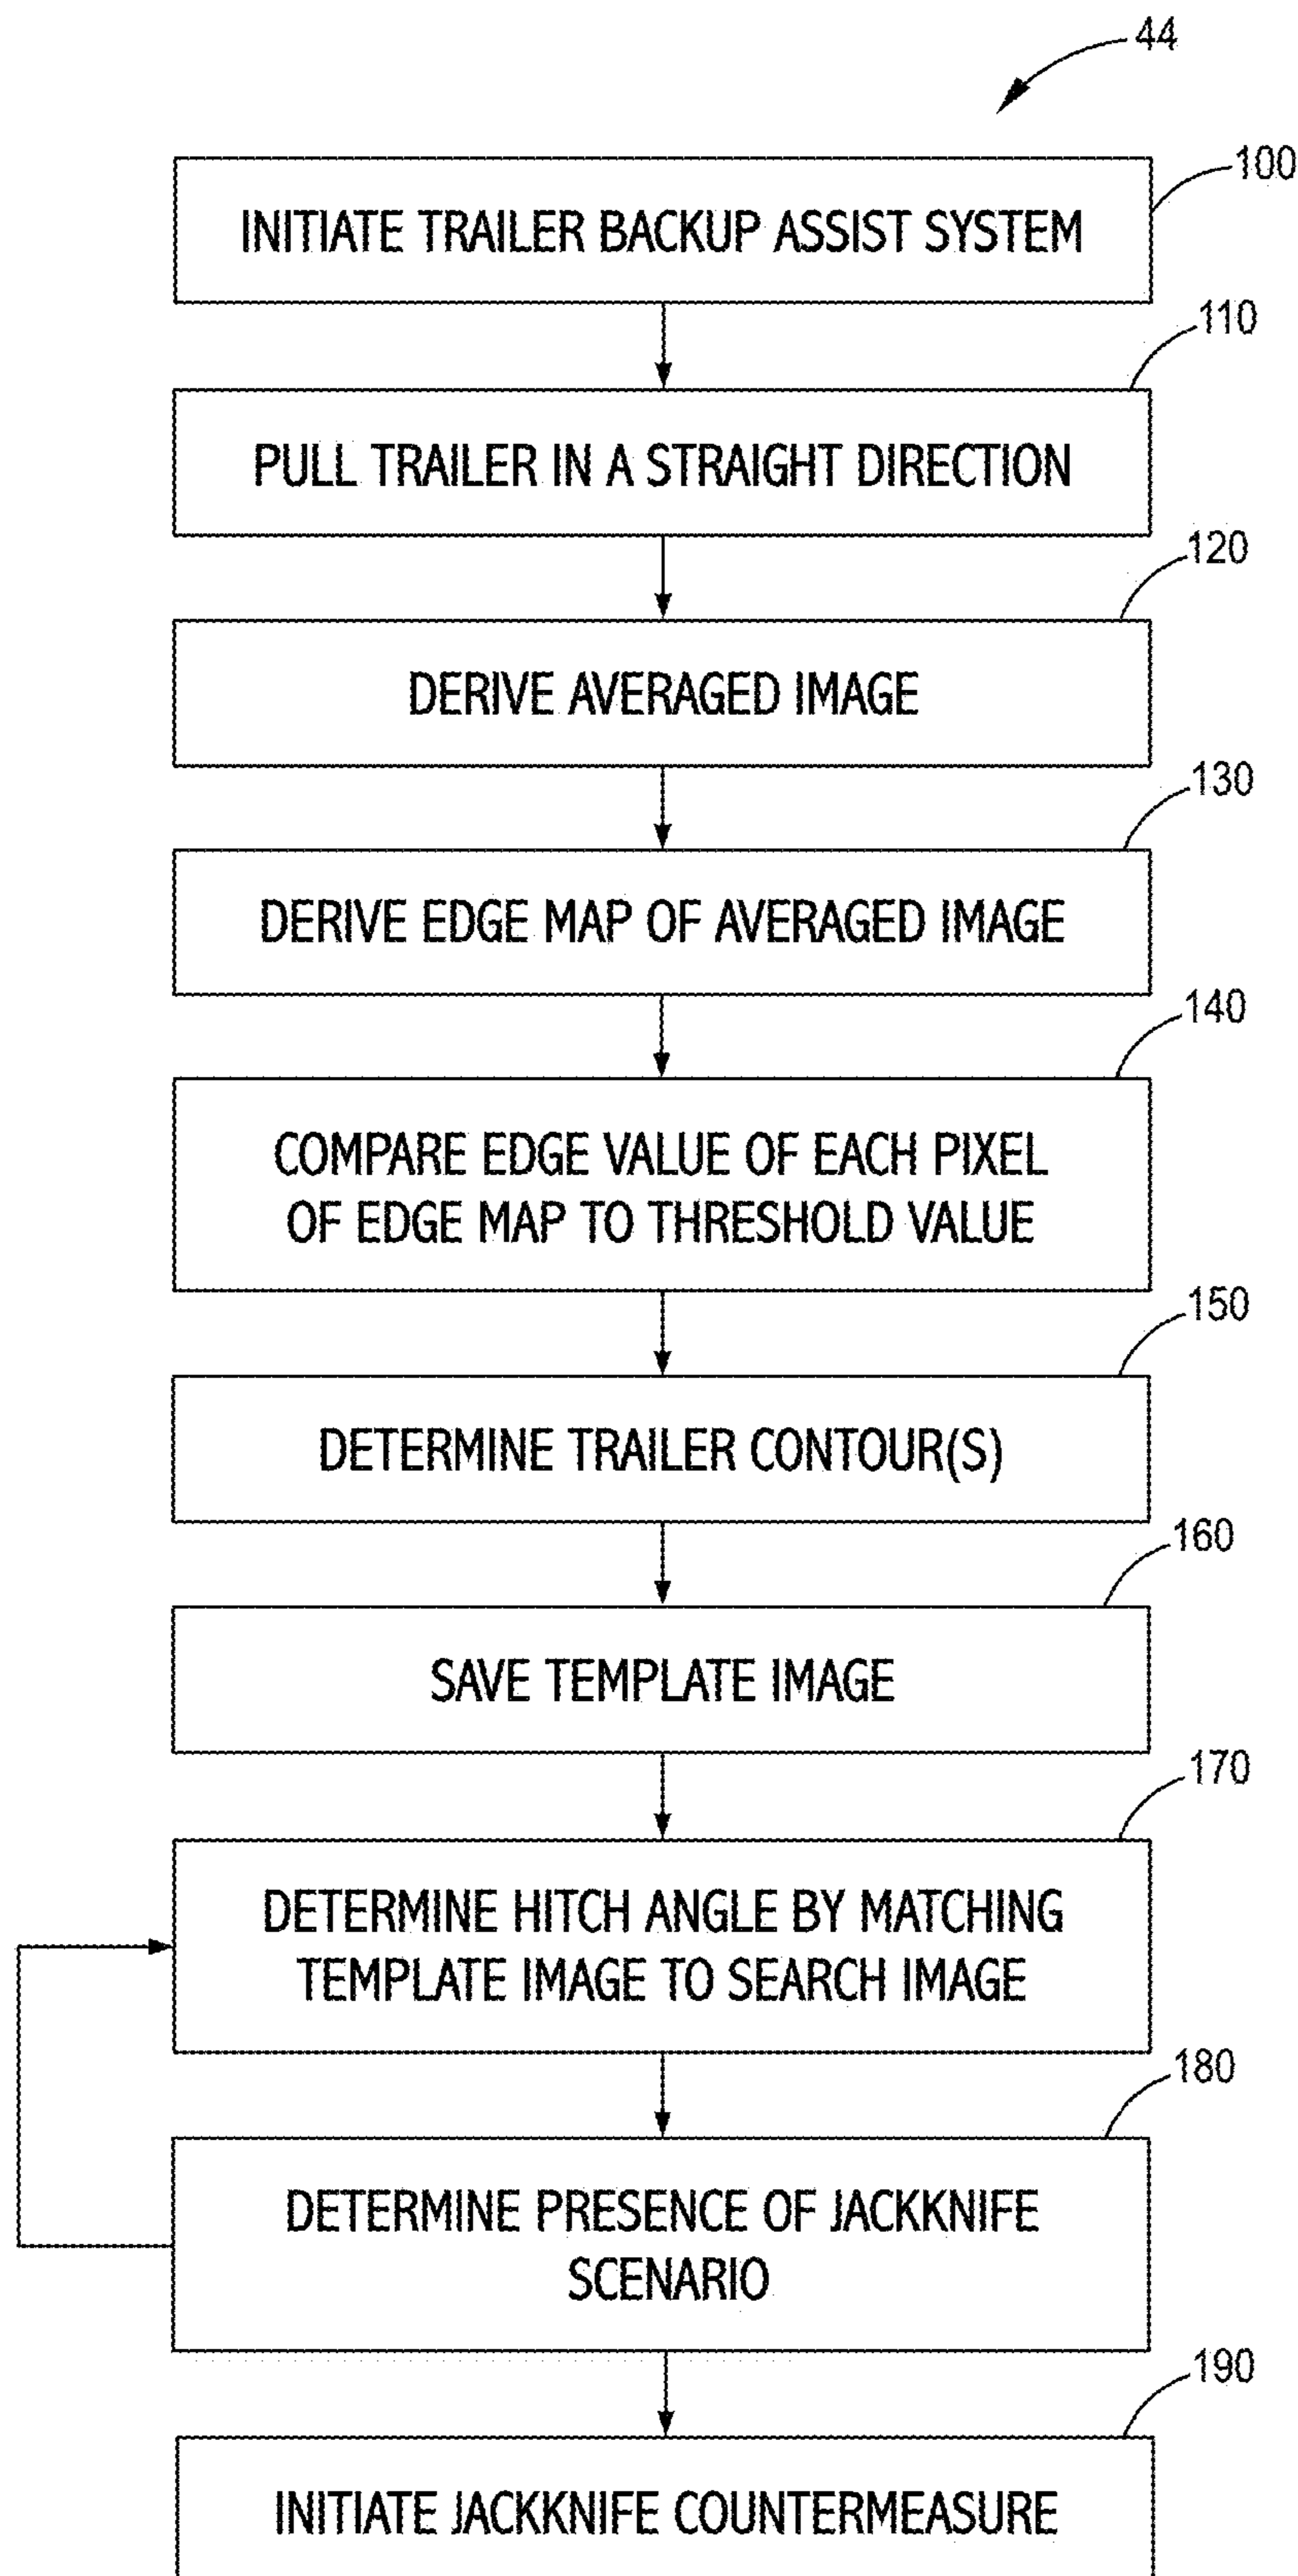 44
100
INITIATE TRAILER BACKUP ASSIST SYSTEM
110
PULL TRAILER IN A STRAIGHT DIRECTION
120
DERIVE AVERAGED IMAGE
130
DERIVE EDGE MAP OF AVERAGED IMAGE
140
COMPARE EDGE VALUE OF EACH PIXEL
OF EDGE MAP TO THRESHOLD VALUE
150
DETERMINE TRAILER CONTOUR(S)
160
SAVE TEMPLATE IMAGE
170
DETERMINE HITCH ANGLE BY MATCHING
TEMPLATE IMAGE TO SEARCH IMAGE
180
DETERMINE PRESENCE OF JACKKNIFE
SCENARIO
190
INITIATE JACKKNIFE COUNTERMEASURE